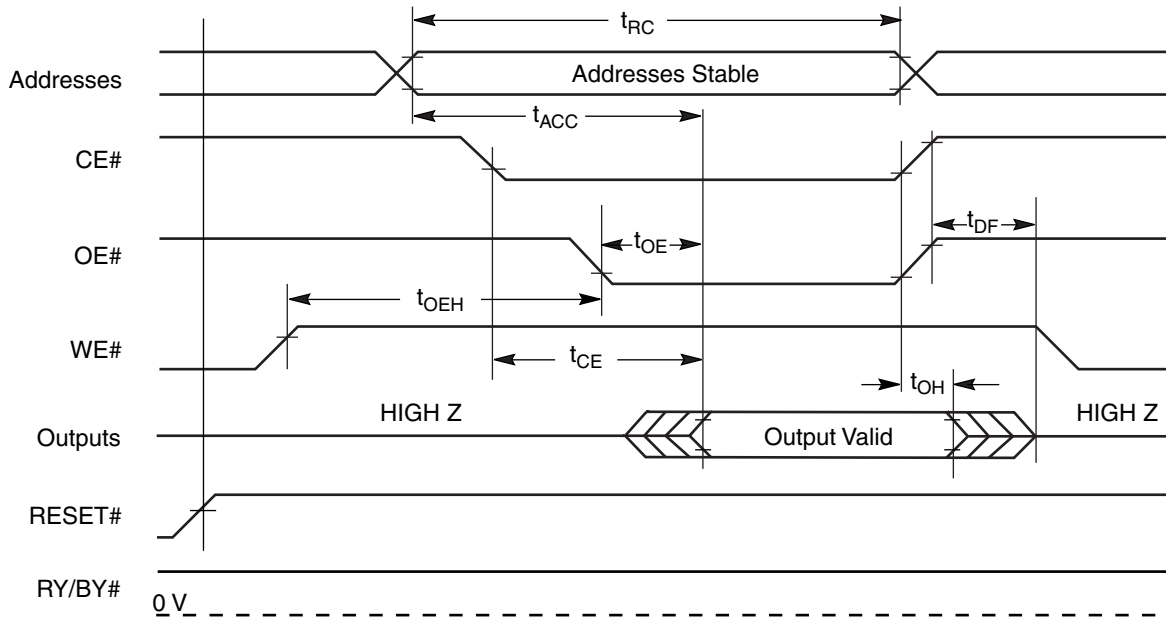 tRC
Addresses
Addresses Stable
tACC
CE#
tDF
OE#
tOE
tOEH
WE#
tCE
tOH
HIGH Z
HIGH Z
Outputs
Output Valid
RESET#
RY/BY#
0 V